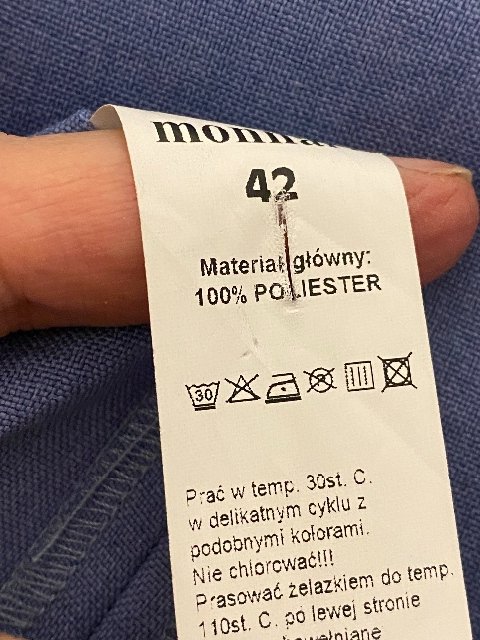 42
Materiał główny:
100% POLIESTER
30
Prać w temp. 30st. C.
w delikatnym cyklu z
podobnymi kolorami.
Nie chlorować!!!
Prasować żelazkiem do temp.
110st. C. po lewej stronie